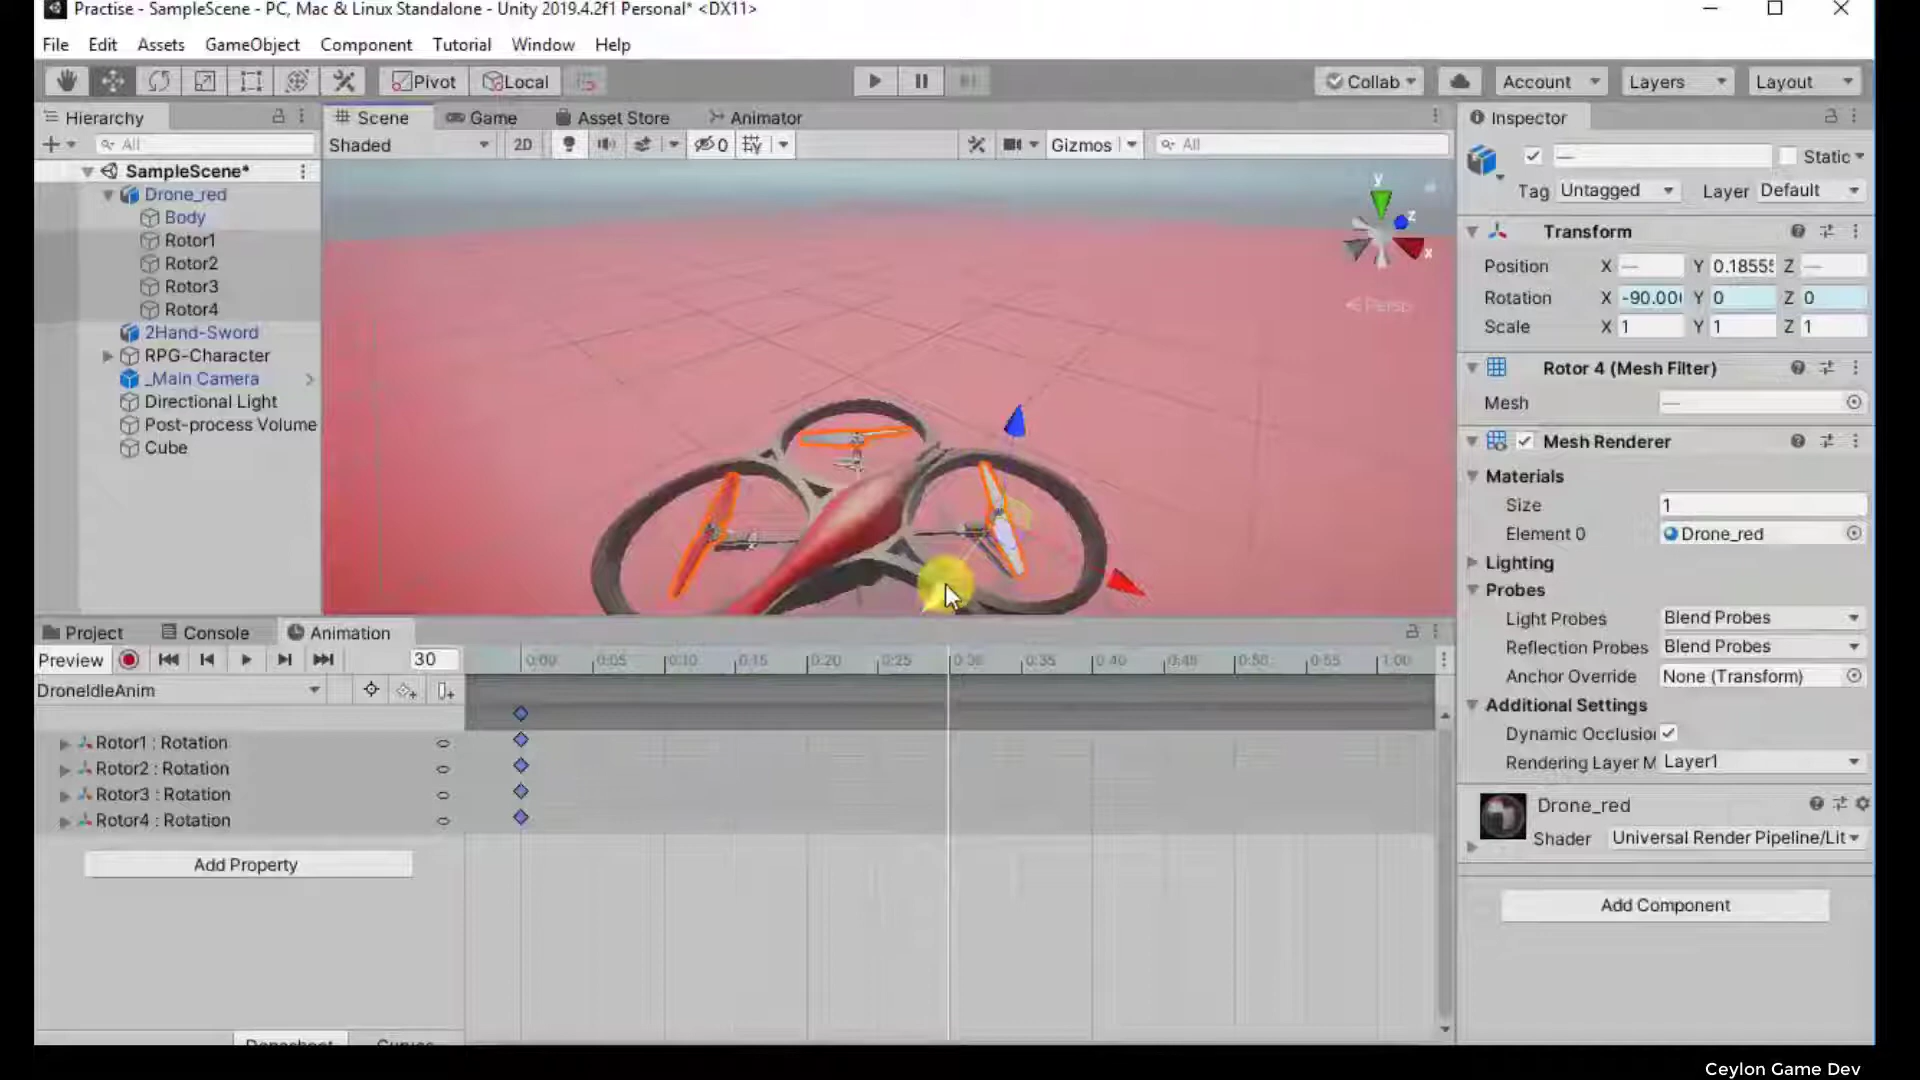 Practise - SampleScene - PC, Mac & Linux Standalone - Unity 2019.4.2f1 Personal* <DX11>
File Edit Assets GameObject Component Tutorial Window Help
Pivot Local Collab Account Layers Layout
Hierarchy
All
SampleScene*
Drone_red
Body
Rotor1
Rotor2
Rotor3
Rotor4
2Hand-Sword
RPG-Character
_Main Camera
Directional Light
Post-process Volume
Cube
Scene Game Asset Store Animator
Shaded 2D 0 Gizmos All
y
z
x
Persp
Inspector
Static
Tag Untagged Layer Default
Transform
Position X — Y 0.1855 Z —
Rotation X -90.00 Y 0 Z 0
Scale X 1 Y 1 Z 1
Rotor 4 (Mesh Filter)
Mesh —
Mesh Renderer
Materials
Size 1
Element 0 Drone_red
Lighting
Probes
Light Probes Blend Probes
Reflection Probes Blend Probes
Anchor Override None (Transform)
Additional Settings
Dynamic Occlusio
Rendering Layer M Layer1
Drone_red
Shader Universal Render Pipeline/Lit
Add Component
Project Console Animation
Preview 30 0:00 0:05 0:10 0:15 0:20 0:25 0:30 0:35 0:40 0:45 0:50 0:55 1:00
DroneIdleAnim
Rotor1 : Rotation
Rotor2 : Rotation
Rotor3 : Rotation
Rotor4 : Rotation
Add Property
Dopesheet Curves
Ceylon Game Dev